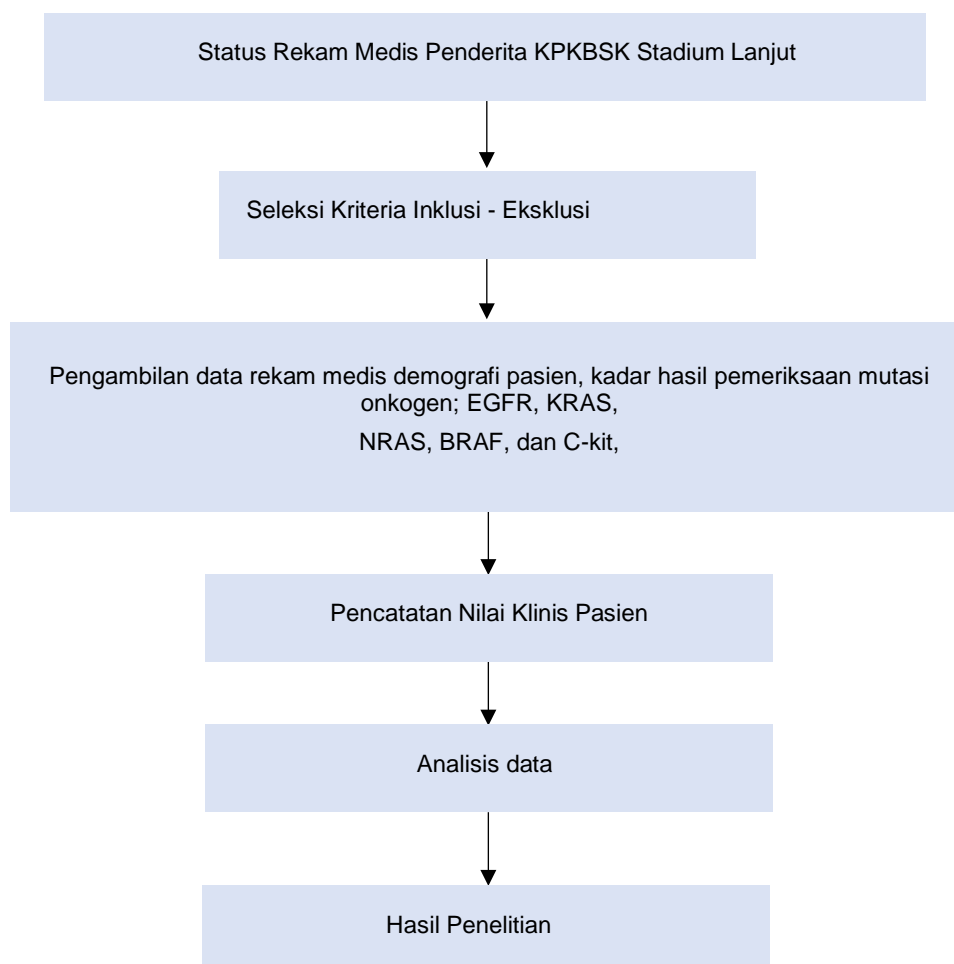 Status Rekam Medis Penderita KPKBSK Stadium Lanjut
Seleksi Kriteria Inklusi - Eksklusi
Pengambilan data rekam medis demografi pasien, kadar hasil pemeriksaan mutasi
onkogen; EGFR, KRAS,
NRAS, BRAF, dan C-kit,
Pencatatan Nilai Klinis Pasien
Analisis data
Hasil Penelitian